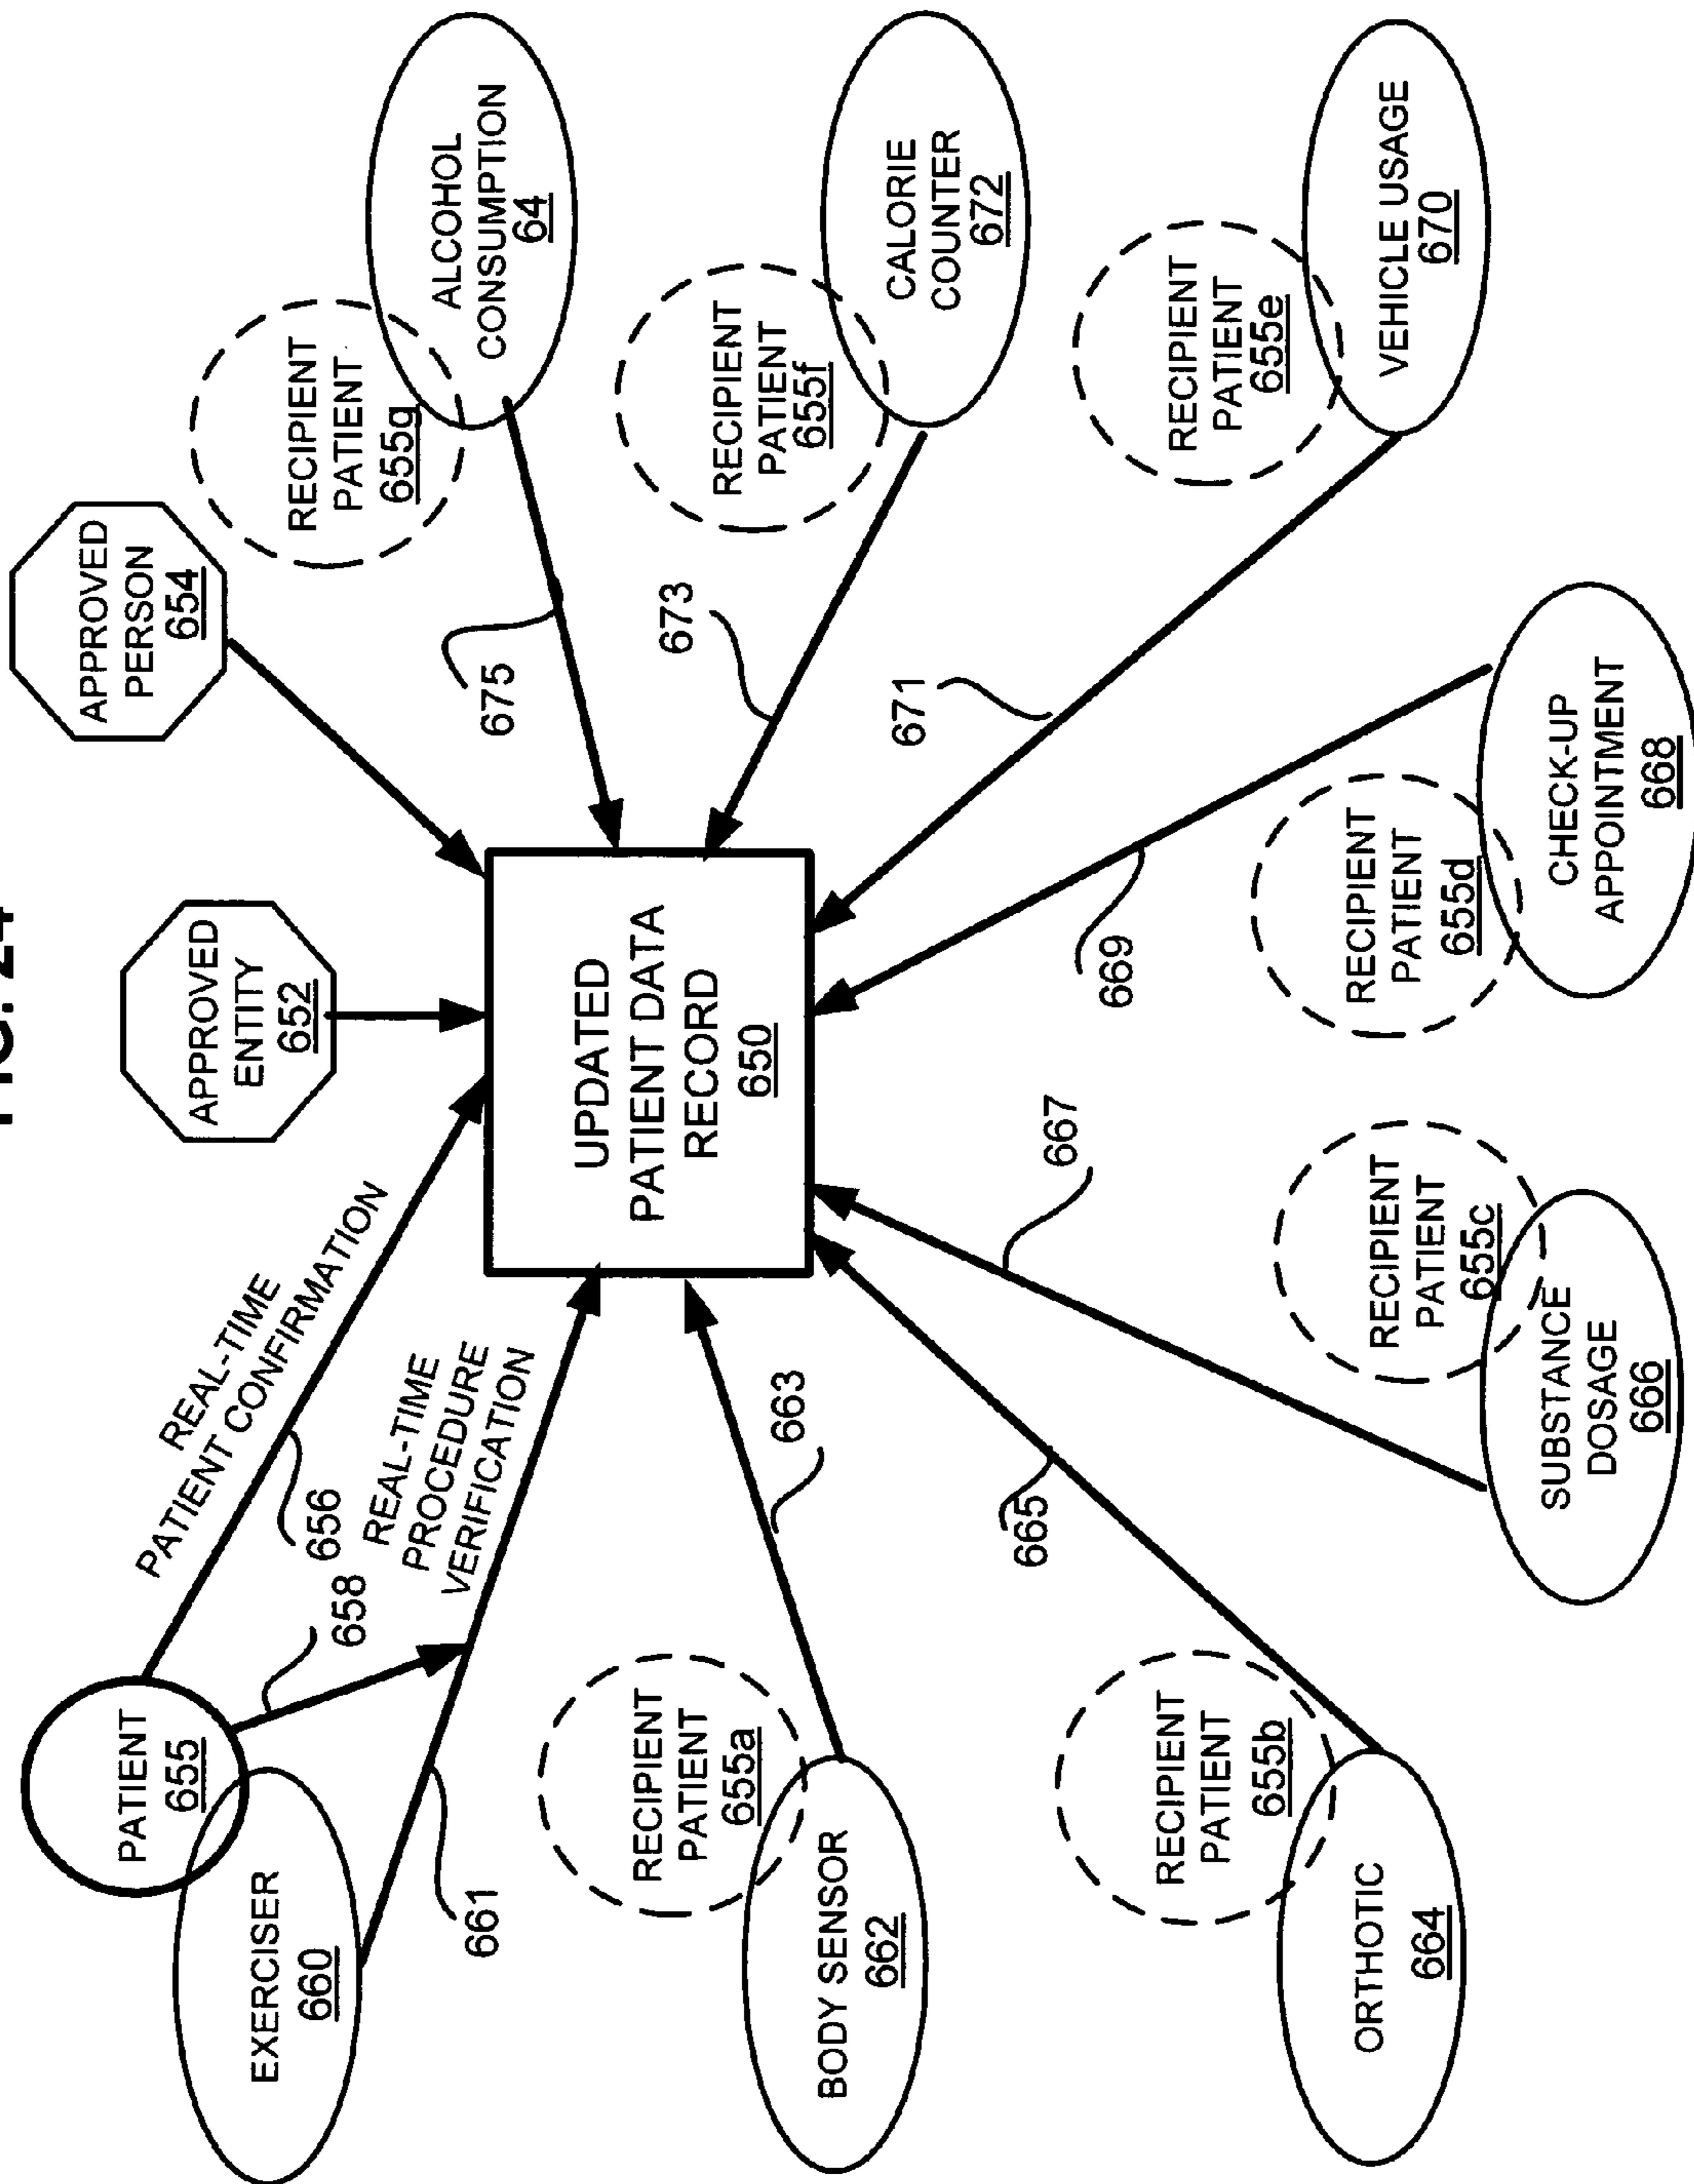 FIG. 24
PATIENT
655
EXERCISER
660
REAL-TIME
PATIENT CONFIRMATION
656
658
REAL-TIME
PROCEDURE
VERIFICATION
661
APPROVED
ENTITY
652
APPROVED
PERSON
654
RECIPIENT
PATIENT
655g
ALCOHOL
CONSUMPTION
64
675
UPDATED
PATIENT DATA
RECORD
650
RECIPIENT
PATIENT
655a
BODY SENSOR
662
663
RECIPIENT
PATIENT
655f
CALORIE
COUNTER
672
673
RECIPIENT
PATIENT
655b
ORTHOTIC
664
665
RECIPIENT
PATIENT
655c
SUBSTANCE
DOSAGE
666
667
RECIPIENT
PATIENT
655d
CHECK-UP
APPOINTMENT
668
669
RECIPIENT
PATIENT
655e
VEHICLE USAGE
670
671